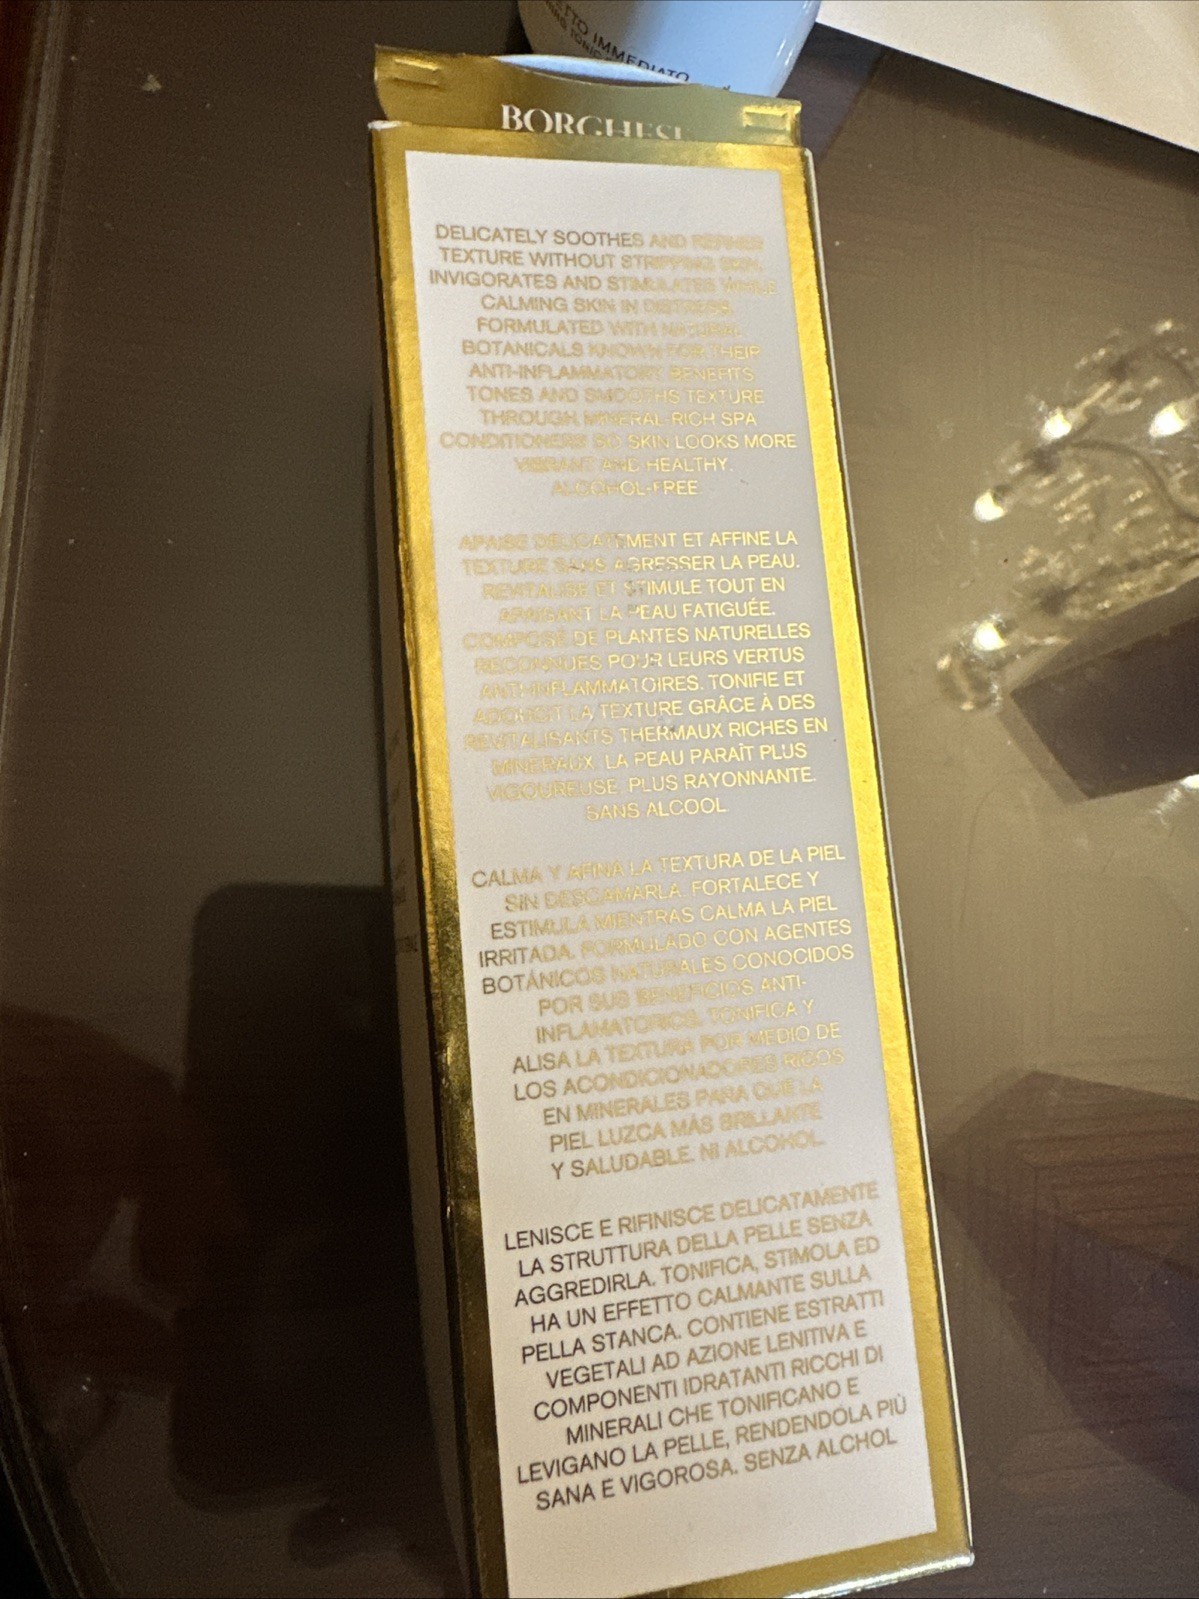 TTO IMMEDIATO
TONIC
BORGHESE
DELICATELY SOOTHES AND REFINES
TEXTURE WITHOUT STRIPPING SKIN.
INVIGORATES AND STIMULATES WHILE
CALMING SKIN IN DISTRESS.
FORMULATED WITH NATURAL
BOTANICALS KNOWN FOR THEIR
ANTI-INFLAMMATORY BENEFITS
TONES AND SMOOTHS TEXTURE
THROUGH MINERAL-RICH SPA
CONDITIONERS SO SKIN LOOKS MORE
VIBRANT AND HEALTHY.
ALCOHOL-FREE
APAISE DELICATEMENT ET AFFINE LA
TEXTURE SANS AGRESSER LA PEAU.
REVITALISE ET STIMULE TOUT EN
APAISANT LA PEAU FATIGUÉE.
COMPOSÉ DE PLANTES NATURELLES
RECONNUES POUR LEURS VERTUS
ANTI-INFLAMMATOIRES. TONIFIE ET
ADOUCIT LA TEXTURE GRÂCE À DES
REVITALISANTS THERMAUX RICHES EN
MINERAUX. LA PEAU PARAÎT PLUS
VIGOUREUSE, PLUS RAYONNANTE.
SANS ALCOOL
CALMA Y AFINA LA TEXTURA DE LA PIEL
SIN DESCAMARLA. FORTALECE Y
ESTIMULA MIENTRAS CALMA LA PIEL
IRRITADA. FORMULADO CON AGENTES
BOTÁNICOS NATURALES CONOCIDOS
POR SUS BENEFICIOS ANTI-
INFLAMATORIOS. TONIFICA Y
ALISA LA TEXTURA POR MEDIO DE
LOS ACONDICIONADORES RICOS
EN MINERALES PARA QUE LA
PIEL LUZCA MÁS BRILLANTE
Y SALUDABLE. NI ALCOHOL.
LENISCE E RIFINISCE DELICATAMENTE
LA STRUTTURA DELLA PELLE SENZA
AGGREDIRLA. TONIFICA, STIMOLA ED
HA UN EFFETTO CALMANTE SULLA
PELLA STANCA. CONTIENE ESTRATTI
VEGETALI AD AZIONE LENITIVA E
COMPONENTI IDRATANTI RICCHI DI
MINERALI CHE TONIFICANO E
LEVIGANO LA PELLE, RENDENDOLA PIÙ
SANA E VIGOROSA. SENZA ALCHOL